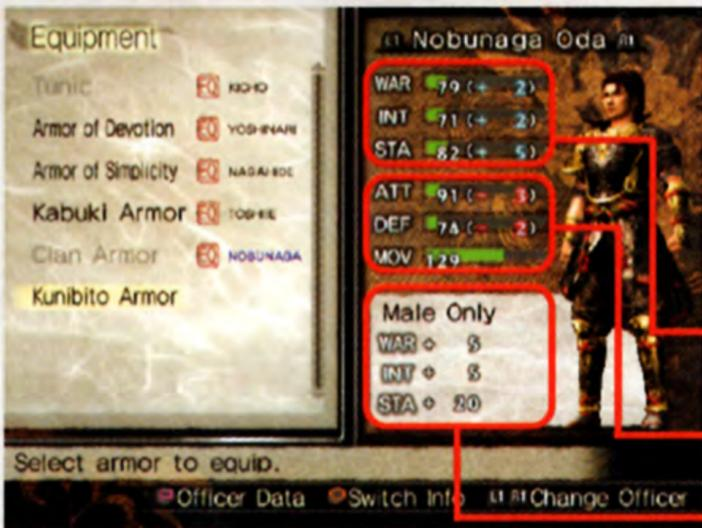 Equipment
Tunic EQ KICHO
Armor of Devotion EQ YOSHINARI
Armor of Simplicity EQ NAGAHIDE
Kabuki Armor EQ TOSHIIE
Clan Armor EQ NOBUNAGA
Kunibito Armor
L1 Nobunaga Oda R1
WAR 79 (+ 2)
INT 71 (+ 2)
STA 82 (+ 5)
ATT 91 (- 3)
DEF 74 (- 2)
MOV 129
Male Only
WAR + 5
INT + 5
STA + 20
Select armor to equip.
Officer Data Switch Info L1 R1 Change Officer